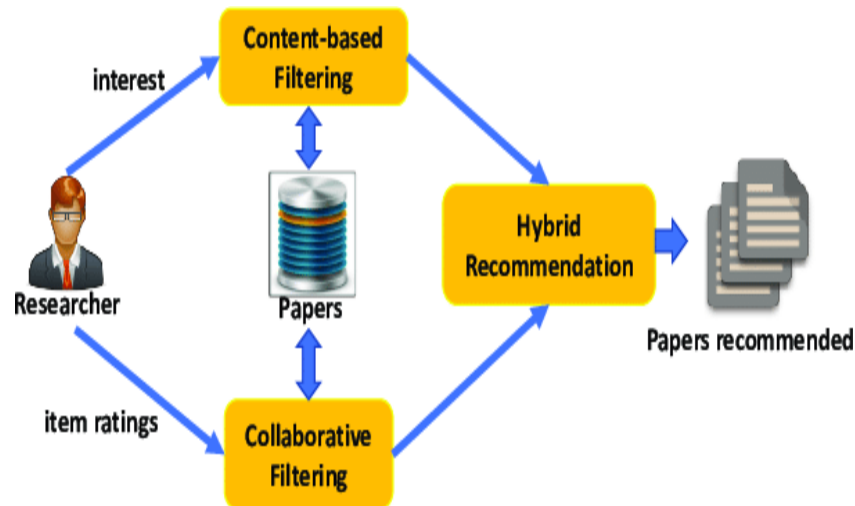 Content-based
Filtering
interest
Researcher
Papers
Hybrid
Recommendation
Papers recommended
item ratings
Collaborative
Filtering